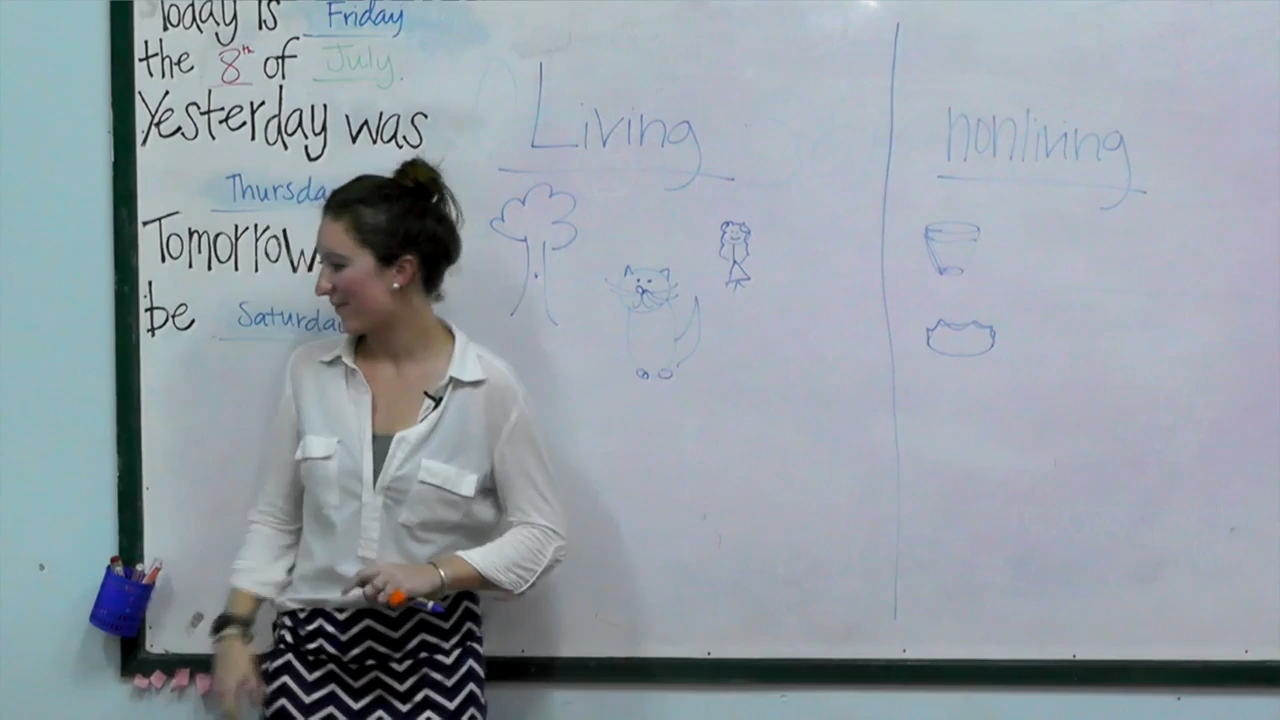 Today is Friday
the 8th of July.
Yesterday was
Thursday
Tomorrow
be Saturday
Living
nonliving